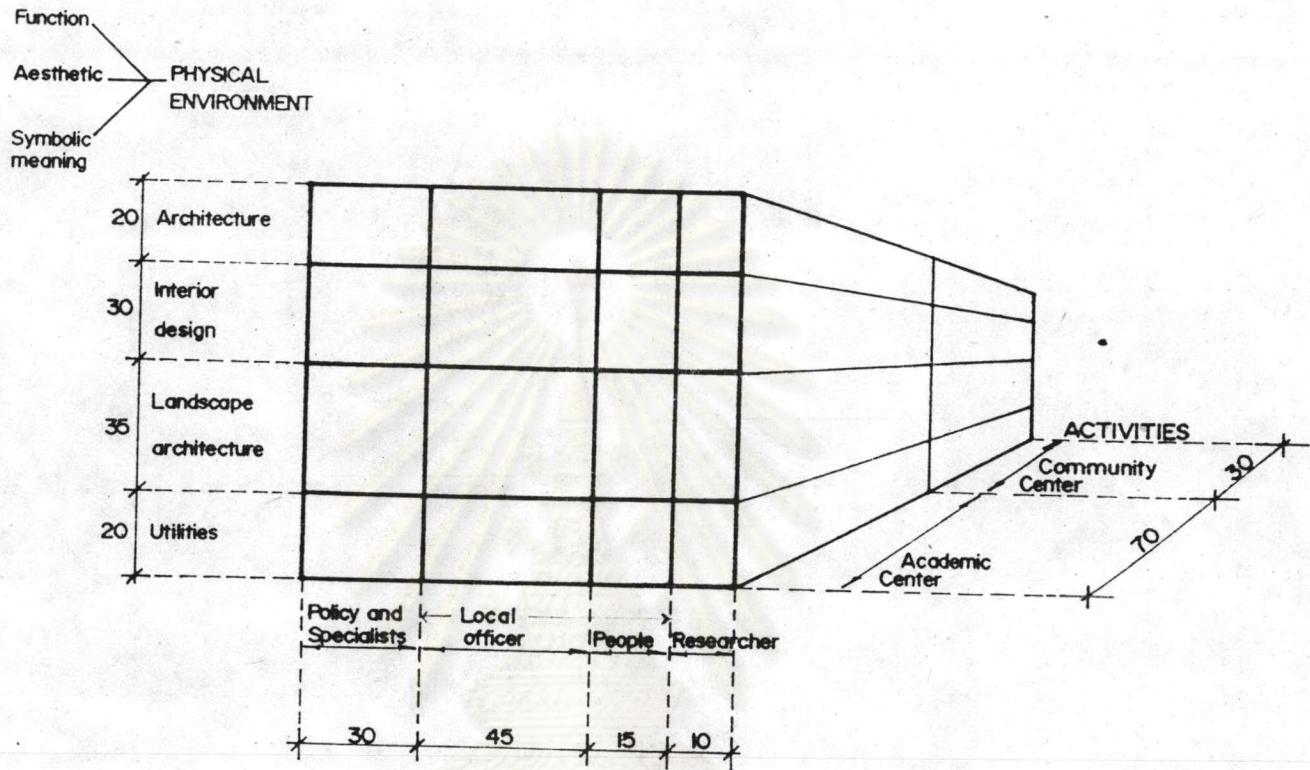 Function
Aesthetic
PHYSICAL
ENVIRONMENT
Symbolic
meaning
20 Architecture
30 Interior
design
35 Landscape
architecture
20 Utilities
ACTIVITIES
Community
Center
30
Academic
Center
70
Policy and
Specialists
Local
officer
People
Researcher
30 45 15 10